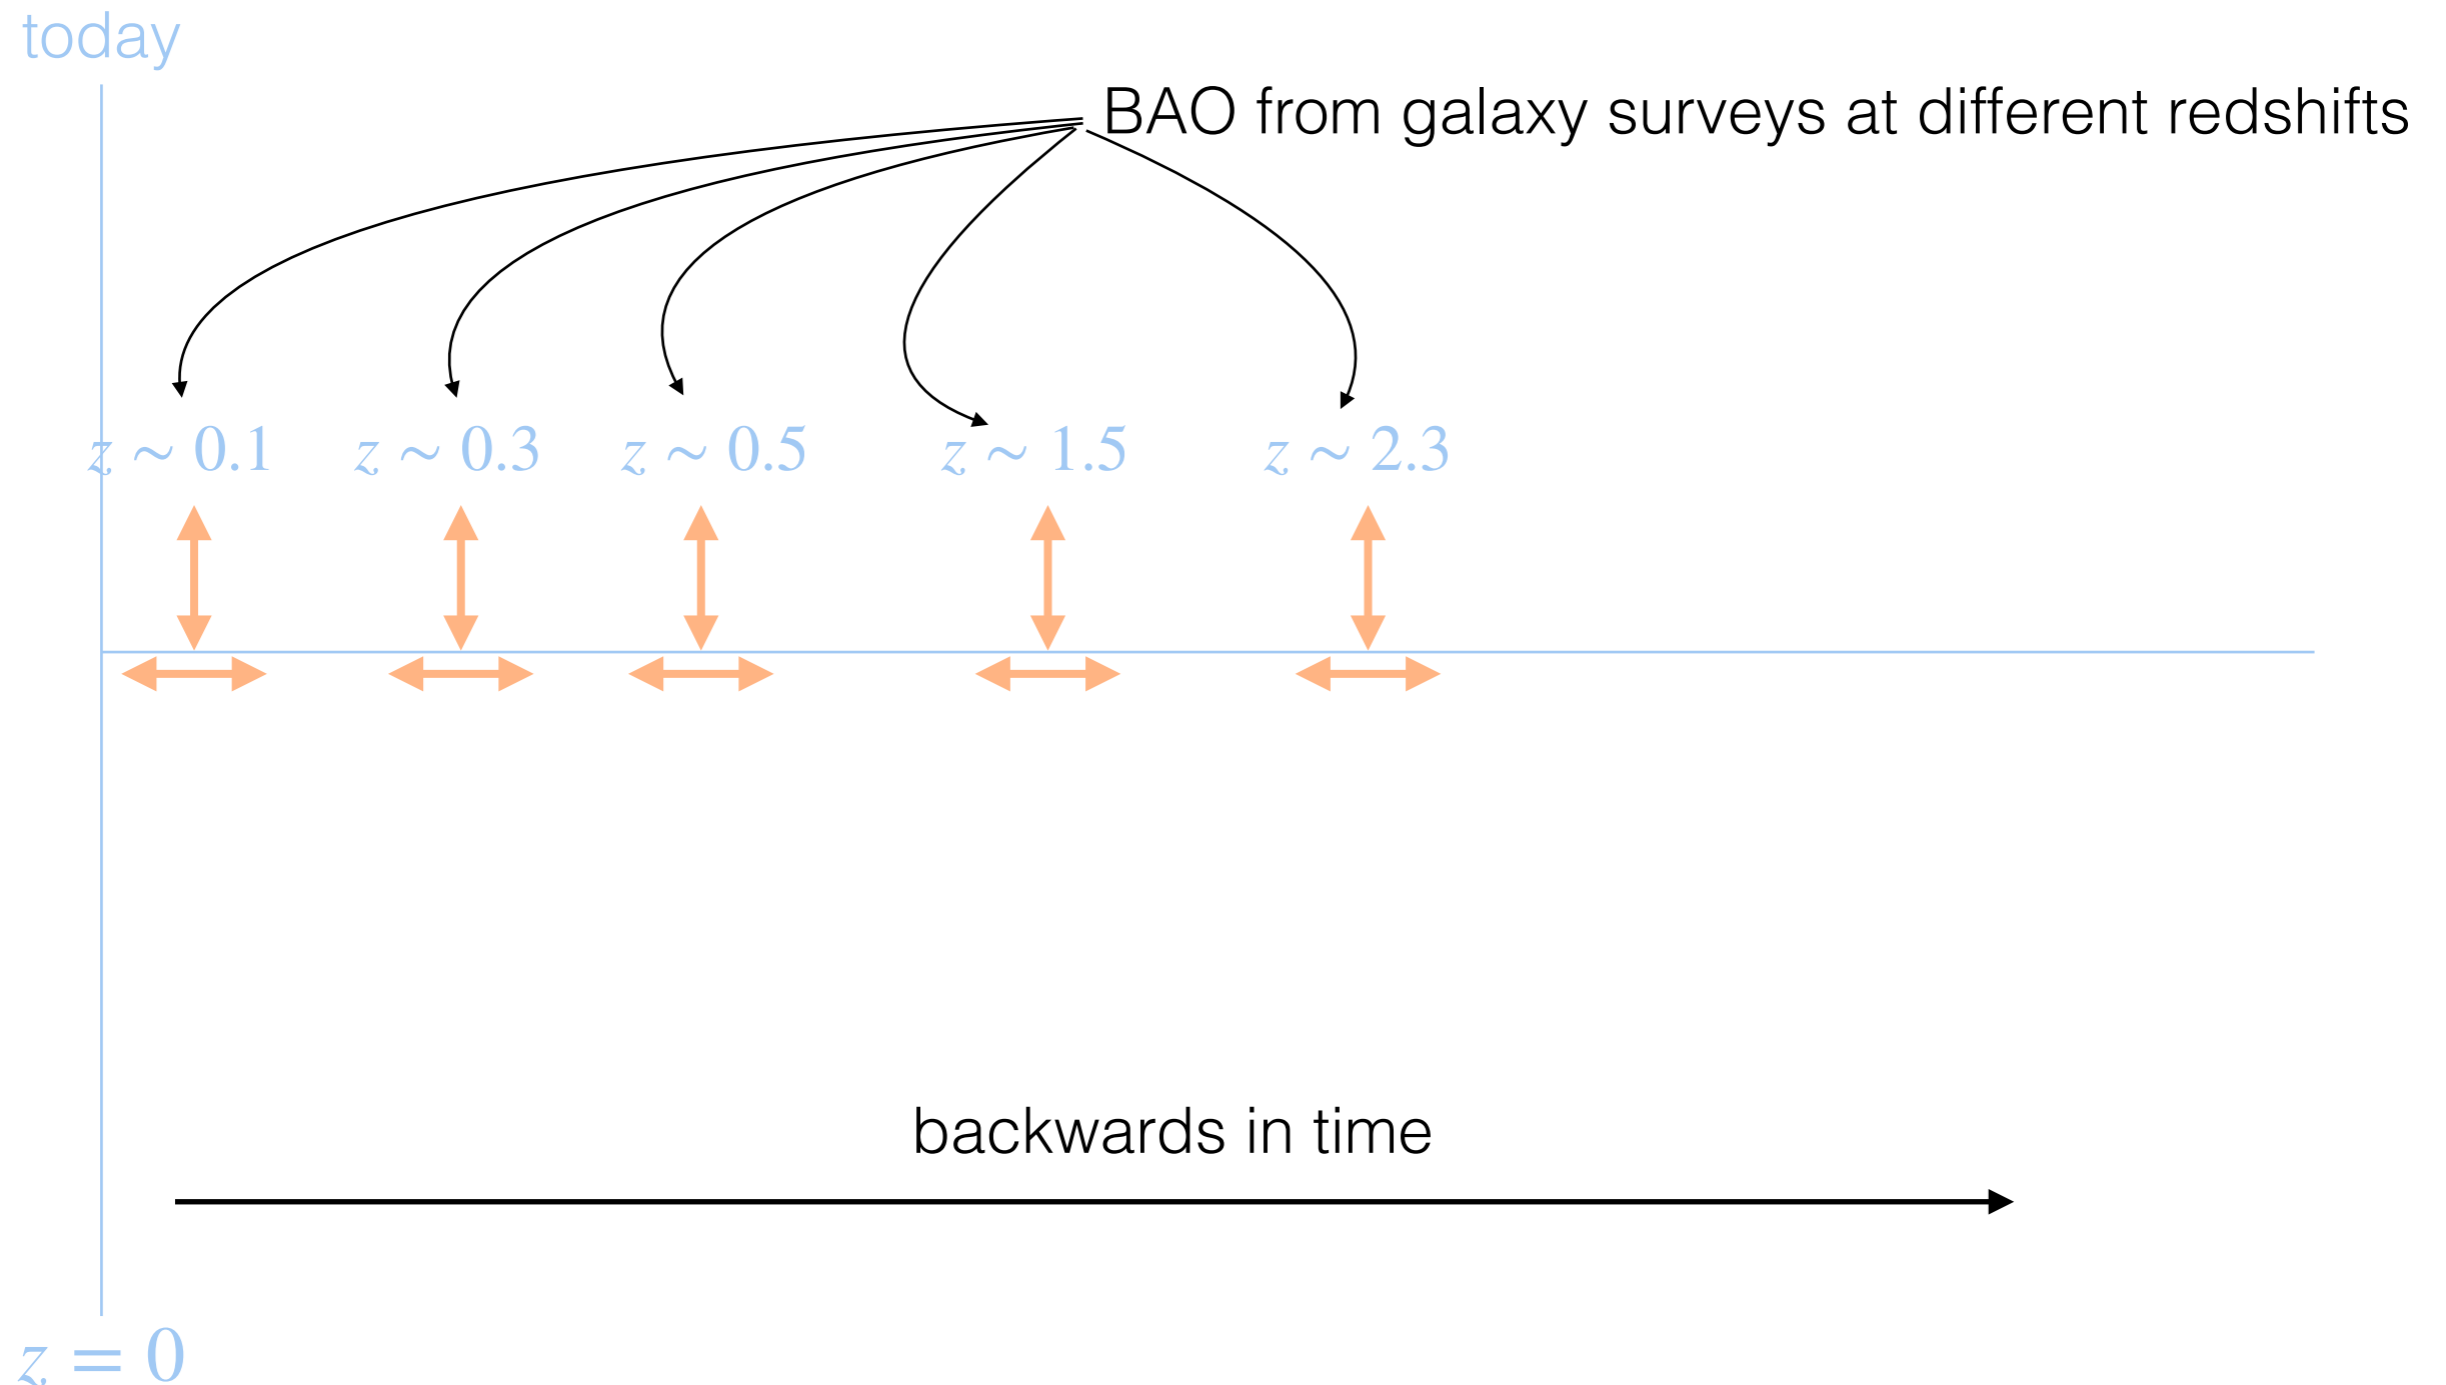 today
BAO from galaxy surveys at different redshifts
z ∼ 0.1 z ∼ 0.3 z ∼ 0.5 z ∼ 1.5 z ∼ 2.3
backwards in time
z = 0